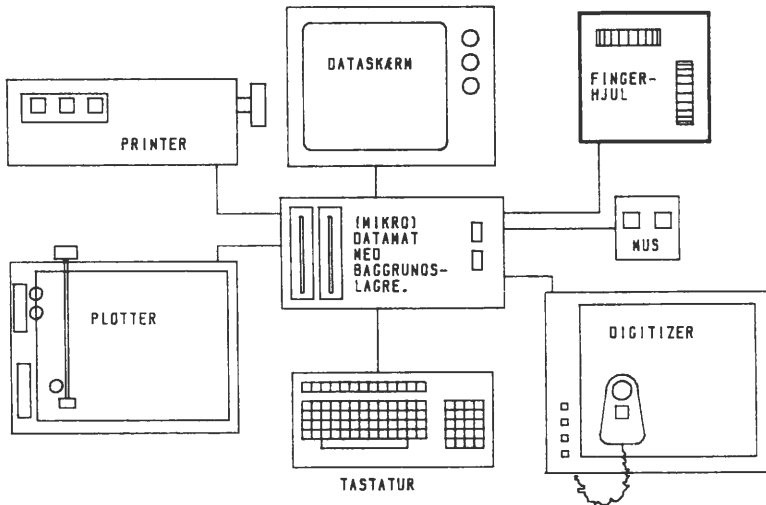 DATASKÆRM
FINGER-
HJUL
PRINTER
(MIKRO)
DATAMAT
MED
BAGGRUNDS-
LAGRE.
MUS
PLOTTER
DIGITIZER
TASTATUR